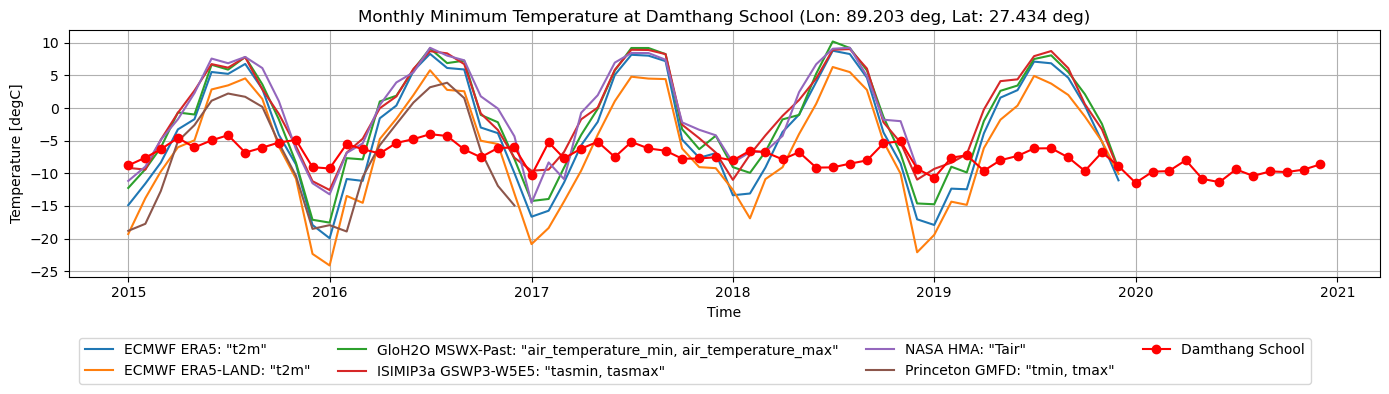 Monthly Minimum Temperature at Damthang School (Lon: 89.203 deg, Lat: 27.434 deg)
Temperature [degC]
10
5
0
−5
−10
−15
−20
−25
2015 2016 2017 2018 2019 2020 2021
Time
ECMWF ERA5: "t2m"
ECMWF ERA5-LAND: "t2m"
GloH2O MSWX-Past: "air_temperature_min, air_temperature_max"
ISIMIP3a GSWP3-W5E5: "tasmin, tasmax"
NASA HMA: "Tair"
Princeton GMFD: "tmin, tmax"
Damthang School